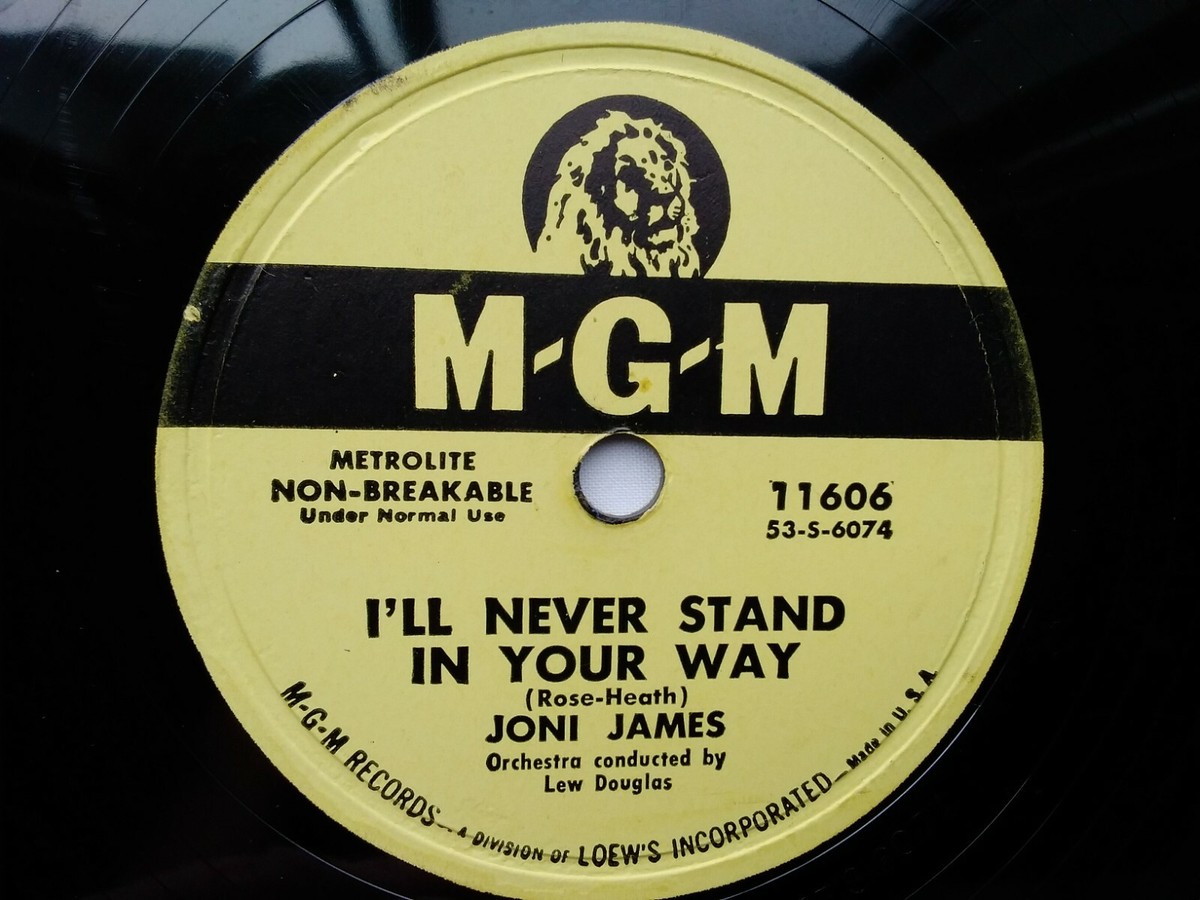 M-G-M
METROLITE
NON-BREAKABLE
Under Normal Use
11606
53-S-6074
I'LL NEVER STAND
IN YOUR WAY
(Rose-Heath)
JONI JAMES
Orchestra conducted by
Lew Douglas
M-G-M RECORDS—A DIVISION OF LOEW'S INCORPORATED—Made in U.S.A.